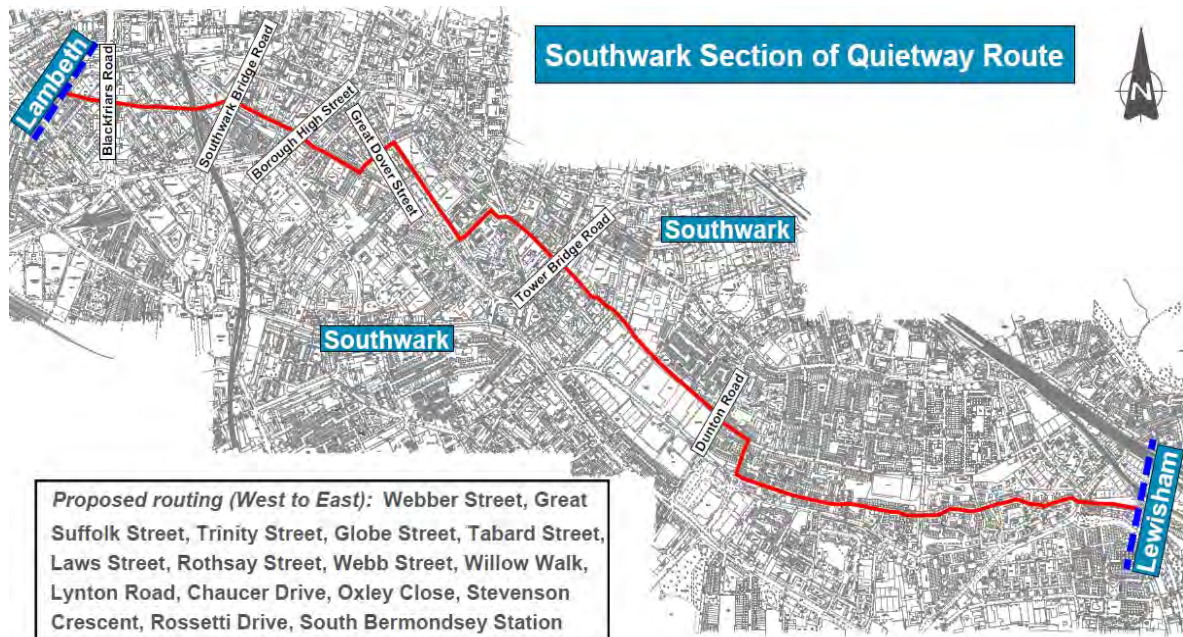 Southwark Section of Quietway Route
N
Lambeth
Blackfriars Road
Southwark Bridge Road
Borough High Street
Great Dover Street
Southwark
Tower Bridge Road
Southwark
Dunton Road
Lewisham
Proposed routing (West to East): Webber Street, Great
Suffolk Street, Trinity Street, Globe Street, Tabard Street,
Laws Street, Rothsay Street, Webb Street, Willow Walk,
Lynton Road, Chaucer Drive, Oxley Close, Stevenson
Crescent, Rossetti Drive, South Bermondsey Station